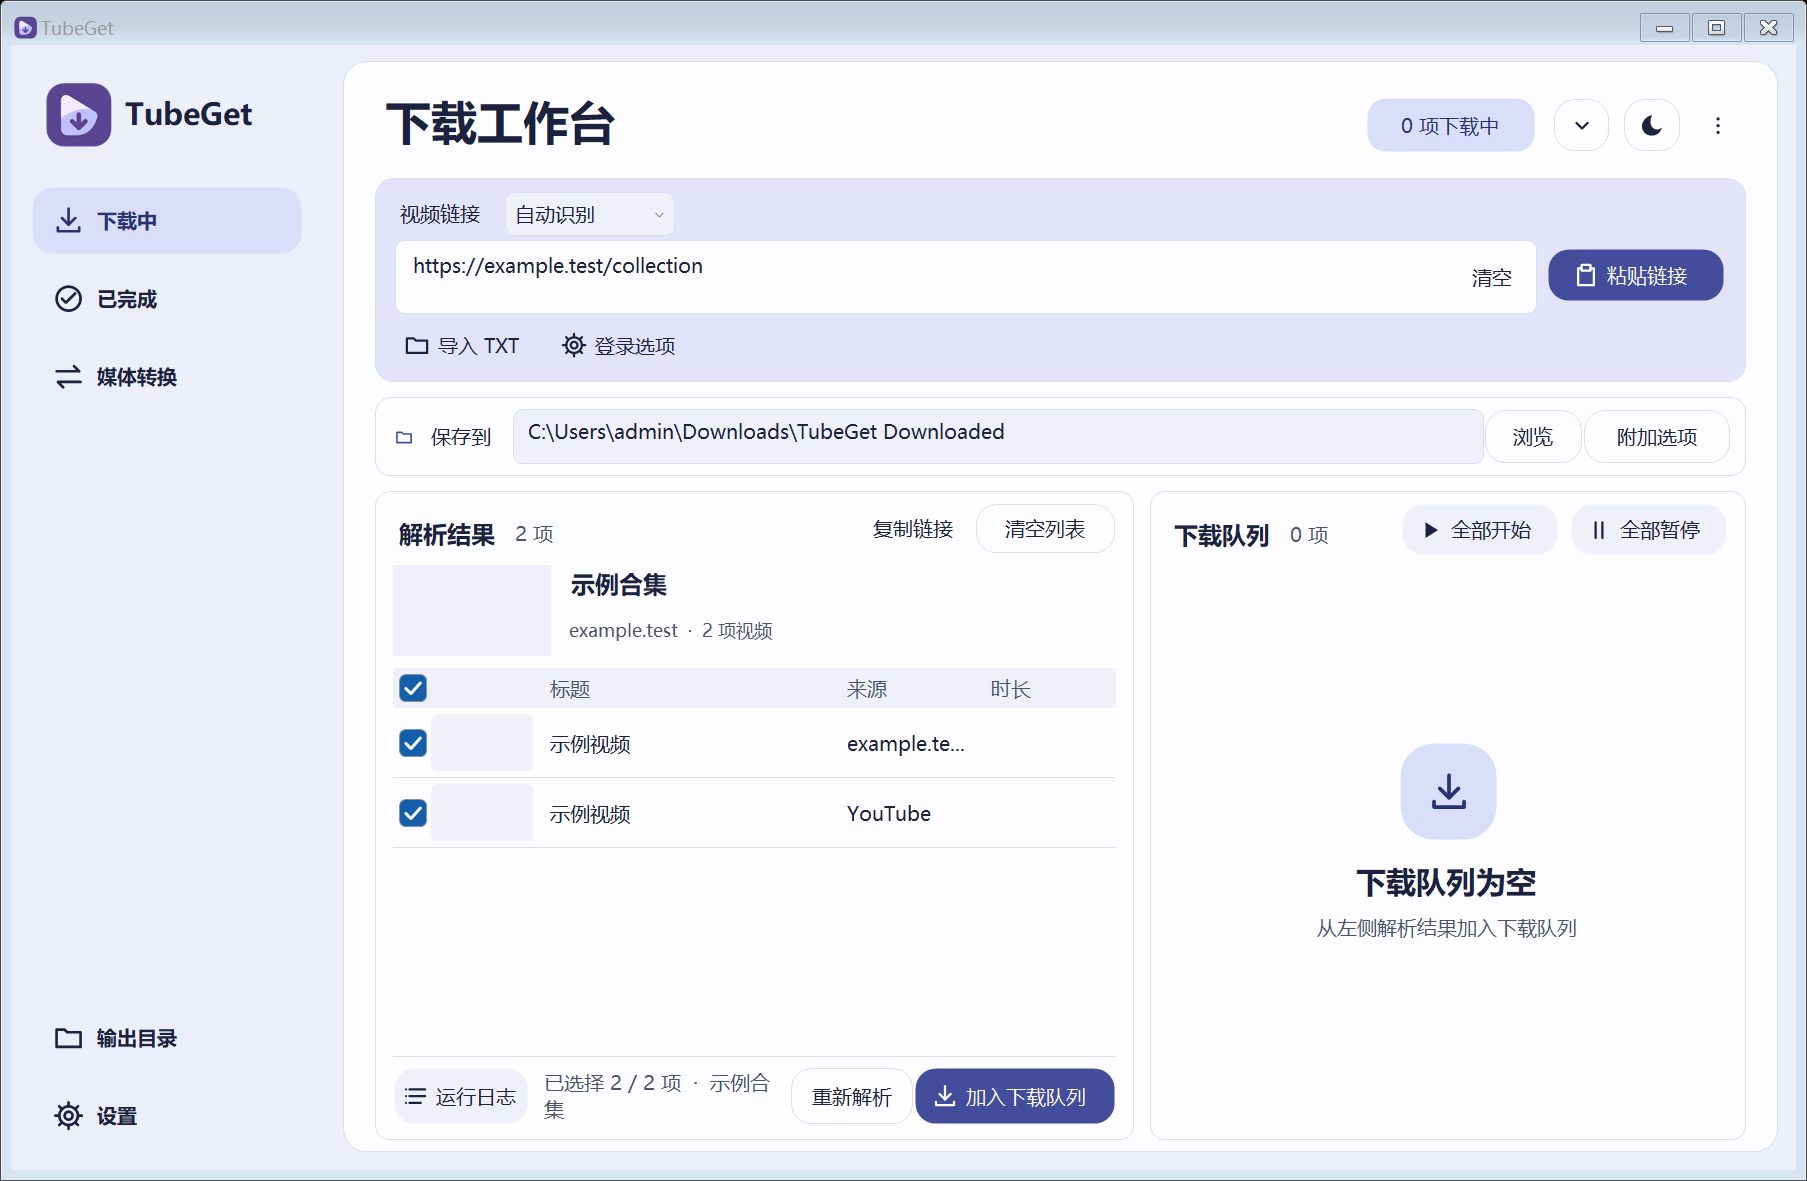 TubeGet
TubeGet
下载中
已完成
媒体转换
输出目录
设置
下载工作台
0 项下载中
视频链接
自动识别
https://example.test/collection
清空
粘贴链接
导入 TXT
登录选项
保存到
C:\Users\admin\Downloads\TubeGet Downloaded
浏览
附加选项
解析结果
2 项
复制链接
清空列表
示例合集
example.test · 2 项视频
标题 来源 时长
示例视频 example.te...
示例视频 YouTube
运行日志
已选择 2 / 2 项 · 示例合
集
重新解析
加入下载队列
下载队列
0 项
全部开始
全部暂停
下载队列为空
从左侧解析结果加入下载队列